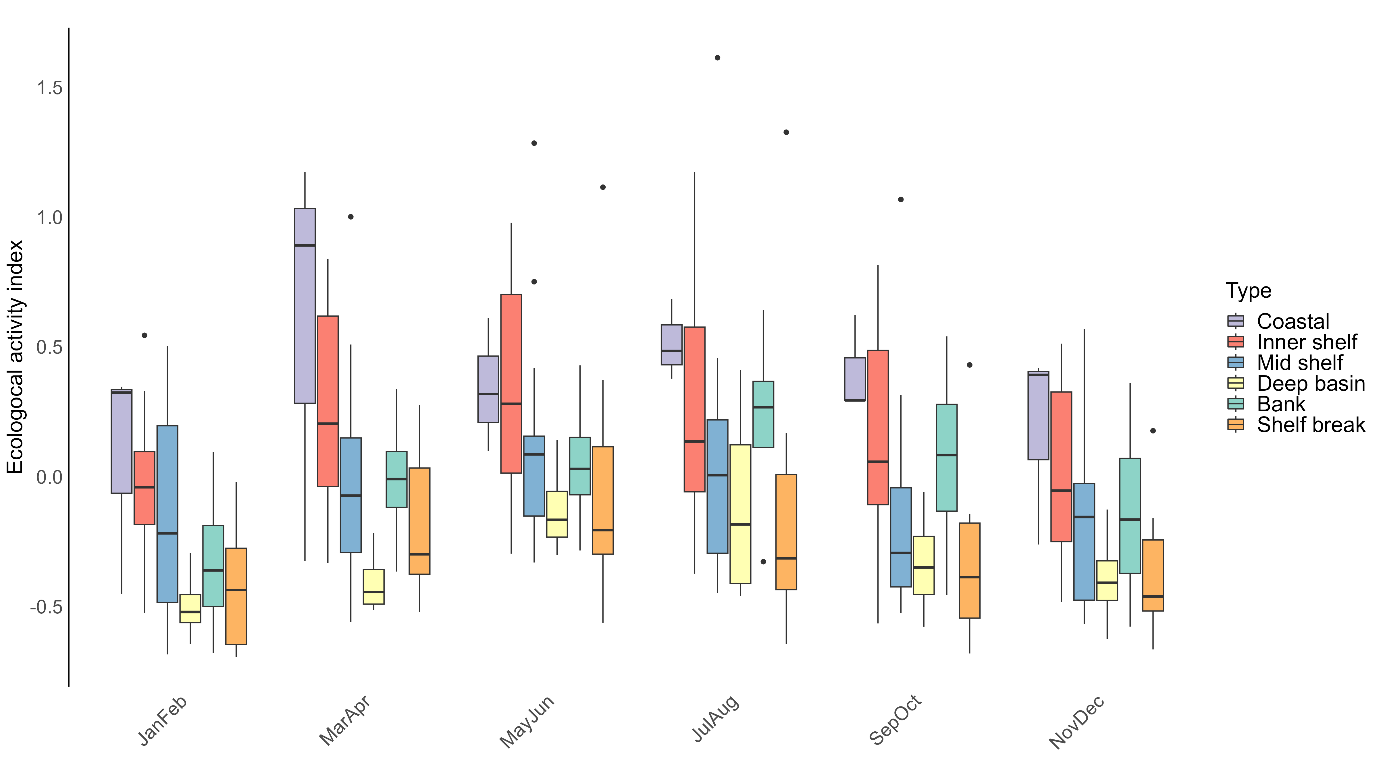 Ecologocal activity index
1.5
1.0
0.5
0.0
-0.5
JanFeb
MarApr
MayJun
JulAug
SepOct
NovDec
Type
Coastal
Inner shelf
Mid shelf
Deep basin
Bank
Shelf break